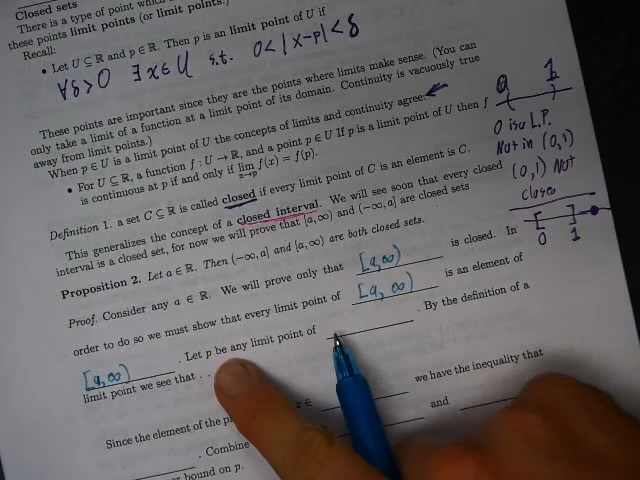 Closed sets
There is a type of point which
these points limit points (or limit points.)
Recall:
• Let U ⊆ ℝ and p ∈ ℝ. Then p is an limit point of U if
∀δ>0 ∃x∈U s.t. 0<|x-p|<δ
These points are important since they are the points where limits make sense. (You can
only take a limit of a function at a limit point of its domain. Continuity is vacuously true
away from limit points.)
When p ∈ U is a limit point of U the concepts of limits and continuity agree:
• For U ⊆ ℝ, a function f : U → ℝ, and a point p ∈ U If p is a limit point of U then f
is continuous at p if and only if lim x→p f(x) = f(p).
Definition 1. a set C ⊆ ℝ is called closed if every limit point of C is an element is C.
This generalizes the concept of a closed interval. We will see soon that every closed
interval is a closed set, for now we will prove that [a, ∞) and (-∞, a] are closed sets
Proposition 2. Let a ∈ ℝ. Then (-∞, a] and [a, ∞) are both closed sets.
Proof. Consider any a ∈ ℝ. We will prove only that [a,∞) is closed. In
order to do so we must show that every limit point of [a, ∞) is an element of
[a,∞) . Let p be any limit point of . By the definition of a
limit point we see that . .
Since the element of the x ∈ we have the inequality that
and
. Combine
bound on p.
0 1
0 is a L.P.
Not in (0,1)
(0,1) Not
closed
[ ]
0 1